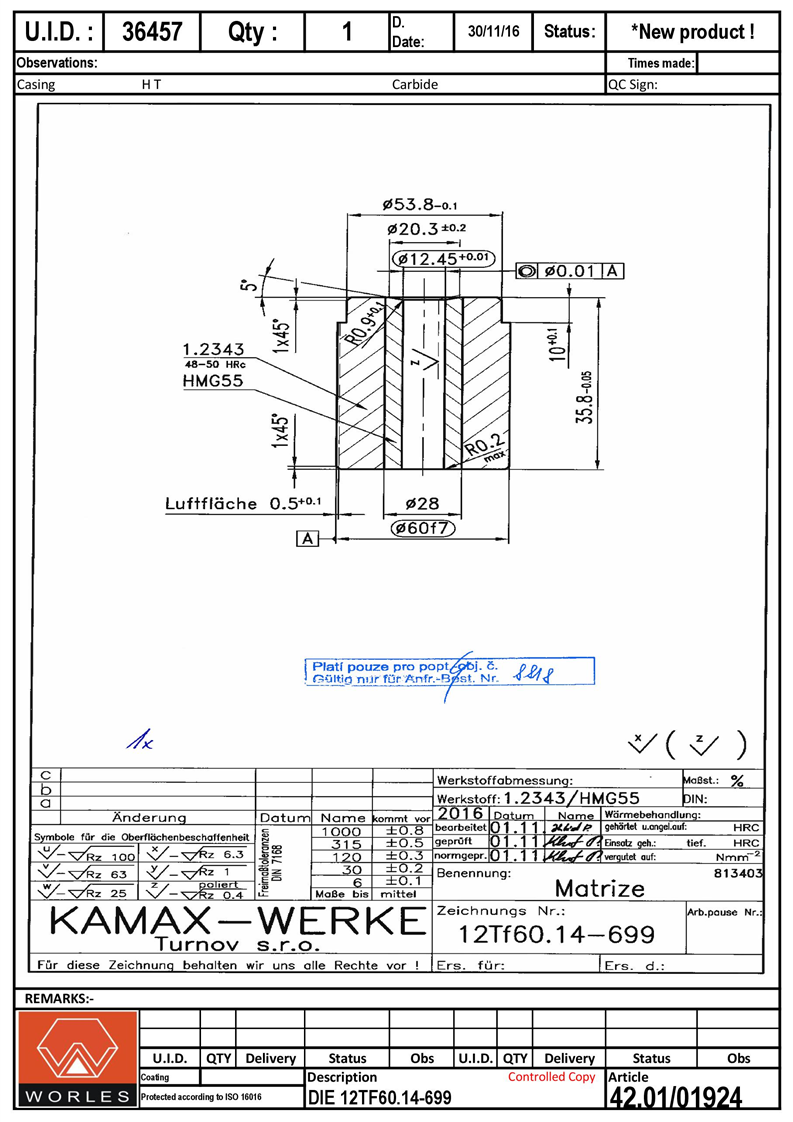 U.I.D. : 36457 Qty : 1 D. Date: 30/11/16 Status: *New product !
Observations: Times made:
Casing H T Carbide QC Sign:
ø53.8-0.1
ø20.3±0.2
ø12.45+0.01
ø0.01 A
5°
1x45°
R0.9+0.1
10+0.1
35.8-0.05
1.2343
48-50 HRc
HMG55
z
1x45°
R0.2
max
Luftfläche 0.5+0.1
ø28
ø60f7
A
Platí pouze pro popt. obj. č.
Gültig nur für Anfr.-Best. Nr. 8818
1x
x ( z )
c
b
a
Änderung Datum Name kommt vor
Werkstoffabmessung: Maßst.: %
Werkstoff: 1.2343/HMG55 DIN:
2016 Datum Name Wärmebehandlung:
bearbeitet 01.11. gehärtet u.angel.auf: HRC
geprüft 01.11. Einsatz geh.: tief. HRC
normgepr. 01.11. vergütet auf: Nmm-2
Symbole für die Oberflächenbeschaffenheit
u – Rz 100 x – Rz 6.3
v – Rz 63 y – Rz 1
w – Rz 25 z – poliert Rz 0.4
Freimaßtoleranzen
DIN 7168
1000 ±0.8
315 ±0.5
120 ±0.3
30 ±0.2
6 ±0.1
Maße bis mittel
Benennung: 813403
Matrize
KAMAX-WERKE
Turnov s.r.o.
Zeichnungs Nr.: Arb.pause Nr.:
12Tf60.14-699
Für diese Zeichnung behalten wir uns alle Rechte vor ! Ers. für: Ers. d.:
REMARKS:-
U.I.D. QTY Delivery Status Obs U.I.D. QTY Delivery Status Obs
Coating Description Controlled Copy Article
WORLES Protected according to ISO 16016 DIE 12TF60.14-699 42.01/01924